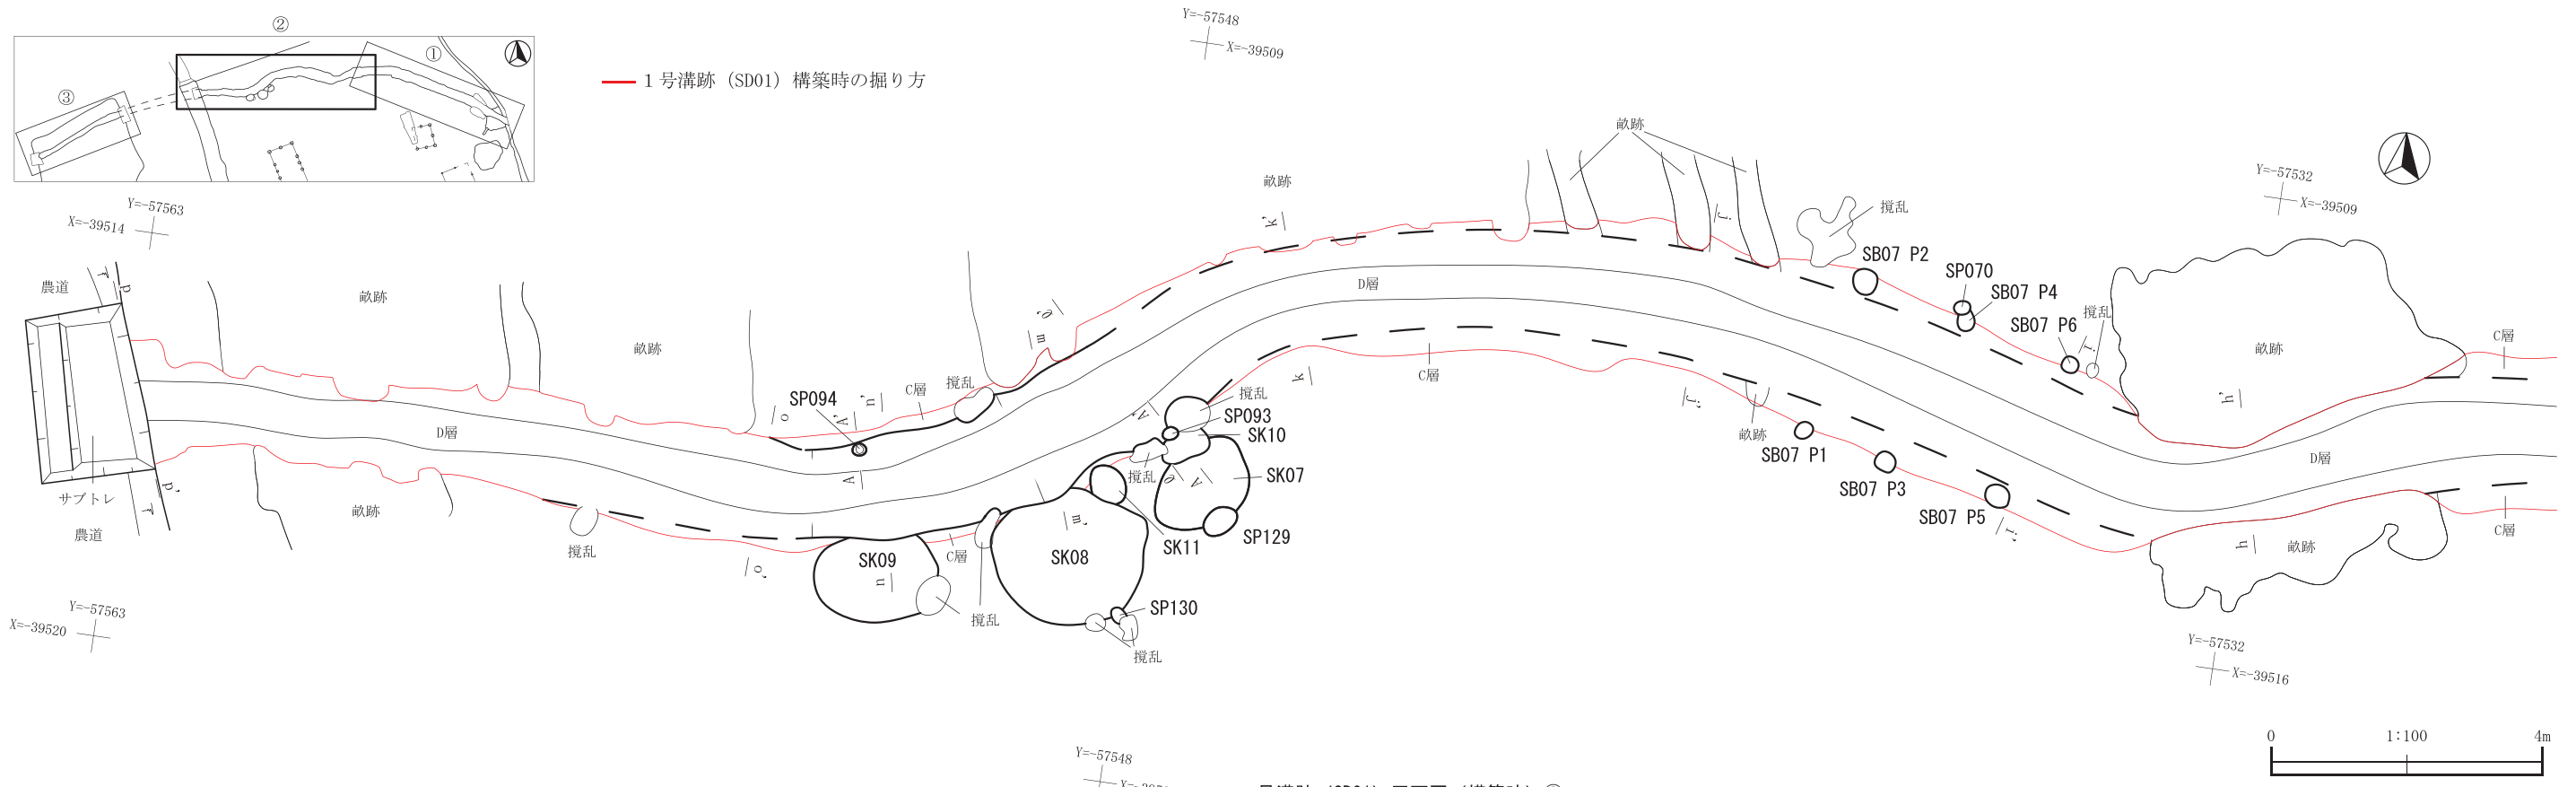 ②
①
③
1号溝跡（SD01）構築時の掘り方
Y=-57548
X=-39509
Y=-57563
X=-39514
Y=-57532
X=-39509
畝跡
畝跡
撹乱
k'
j'
SB07 P2
SP070
SB07 P4
SB07 P6
撹乱
i
農道
f
p
畝跡
畝跡
ℓ'
m
D層
C層
畝跡
h'
C層
撹乱
SP094
o
A'
n'
D層
A
k
C層
j'
畝跡
SB07 P1
SB07 P3
SB07 P5
i'
D層
撹乱
SP093
SK10
A'
撹乱
ℓ
A
SK07
サブトレ
p'
f'
農道
畝跡
撹乱
o'
SK09
n
C層
撹乱
m'
SK08
SK11
SP129
SP130
撹乱
h
畝跡
C層
Y=-57563
X=-39520
Y=-57532
X=-39516
Y=-57548
0
1:100
4m